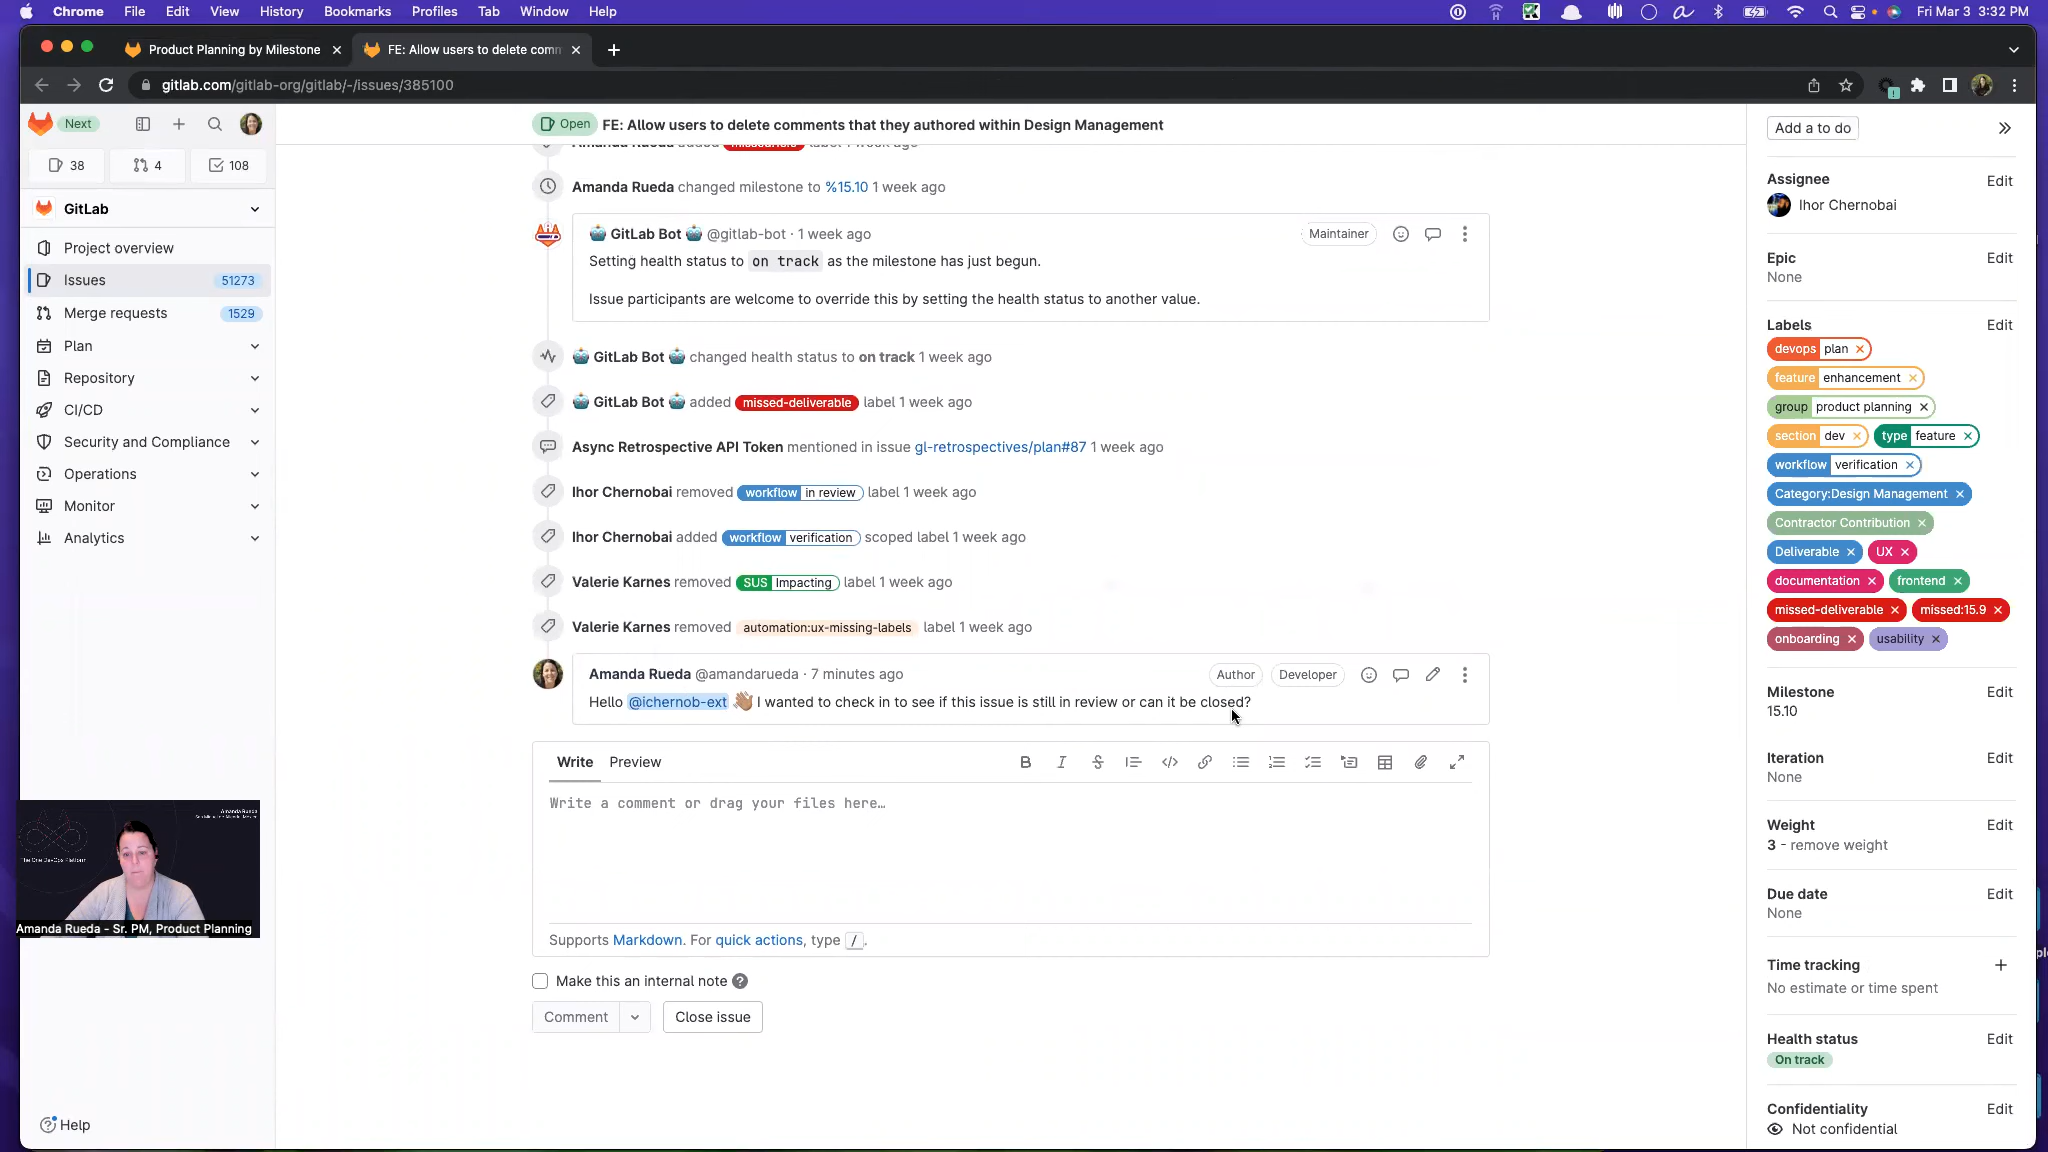 Chrome File Edit View History Bookmarks Profiles Tab Window Help Fri Mar 3 3:32 PM
Product Planning by Milestone FE: Allow users to delete comm
gitlab.com/gitlab-org/gitlab/-/issues/385100
Next
38 4 108
GitLab
Project overview
Issues 51273
Merge requests 1529
Plan
Repository
CI/CD
Security and Compliance
Operations
Monitor
Analytics
Help
Open FE: Allow users to delete comments that they authored within Design Management
Amanda Rueda added label 1 week ago
Amanda Rueda changed milestone to %15.10 1 week ago
GitLab Bot @gitlab-bot · 1 week ago Maintainer
Setting health status to on track as the milestone has just begun.
Issue participants are welcome to override this by setting the health status to another value.
GitLab Bot changed health status to on track 1 week ago
GitLab Bot added missed-deliverable label 1 week ago
Async Retrospective API Token mentioned in issue gl-retrospectives/plan#87 1 week ago
Ihor Chernobai removed workflow in review label 1 week ago
Ihor Chernobai added workflow verification scoped label 1 week ago
Valerie Karnes removed SUS Impacting label 1 week ago
Valerie Karnes removed automation:ux-missing-labels label 1 week ago
Amanda Rueda @amandarueda · 7 minutes ago Author Developer
Hello @ichernob-ext 👋🏽 I wanted to check in to see if this issue is still in review or can it be closed?
Write Preview
Write a comment or drag your files here…
Supports Markdown. For quick actions, type /.
Make this an internal note
Comment Close issue
Add a to do
Assignee Edit
Ihor Chernobai
Epic Edit
None
Labels Edit
devops plan
feature enhancement
group product planning
section dev type feature
workflow verification
Category:Design Management
Contractor Contribution
Deliverable UX
documentation frontend
missed-deliverable missed:15.9
onboarding usability
Milestone Edit
15.10
Iteration Edit
None
Weight Edit
3 - remove weight
Due date Edit
None
Time tracking
No estimate or time spent
Health status Edit
On track
Confidentiality Edit
Not confidential
Amanda Rueda
The One DevOps Platform
Amanda Rueda - Sr. PM, Product Planning